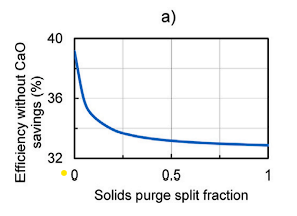 a)
Efficiency without CaO
savings (%)
40
36
32
0
0.5
1
Solids purge split fraction